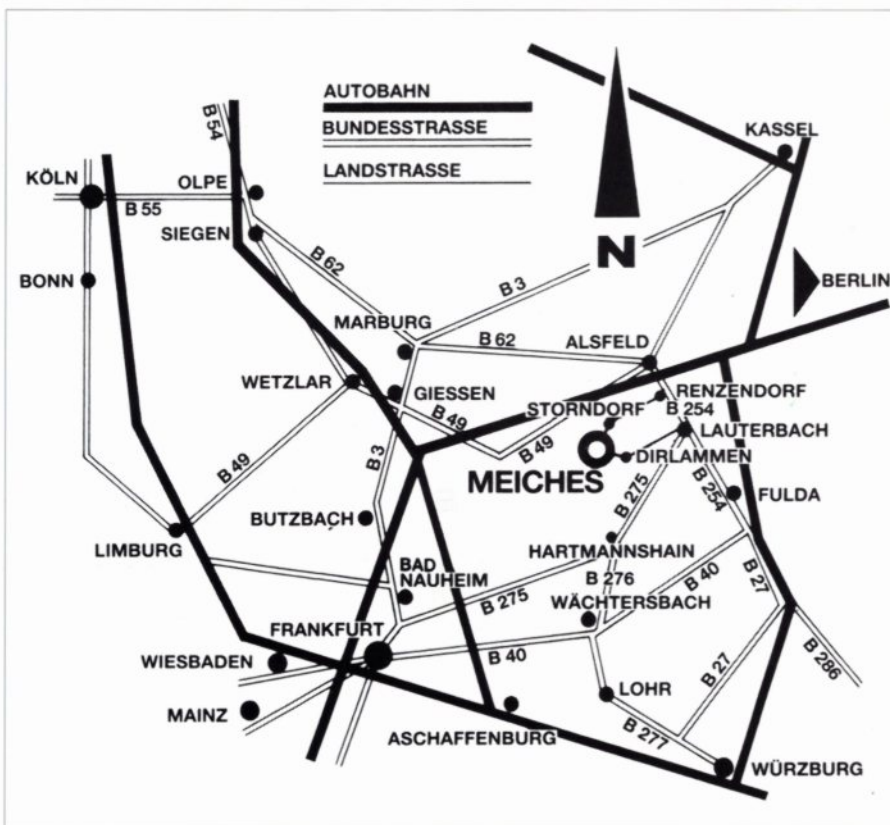 AUTOBAHN
BUNDESSTRASSE
LANDSTRASSE
B 54
KASSEL
KÖLN
OLPE
B 55
SIEGEN
N
B 62
B 3
BONN
BERLIN
MARBURG
B 62
ALSFELD
WETZLAR
GIESSEN
RENZENDORF
STORNDORF
B 254
B 49
B 49
LAUTERBACH
DIRLAMMEN
MEICHES
B 3
B 49
B 275
B 254
FULDA
BUTZBACH
LIMBURG
HARTMANNSHAIN
BAD
NAUHEIM
B 276
B 40
B 27
B 275
WÄCHTERSBACH
FRANKFURT
WIESBADEN
B 40
B 27
B 286
MAINZ
LOHR
ASCHAFFENBURG
B 277
WÜRZBURG